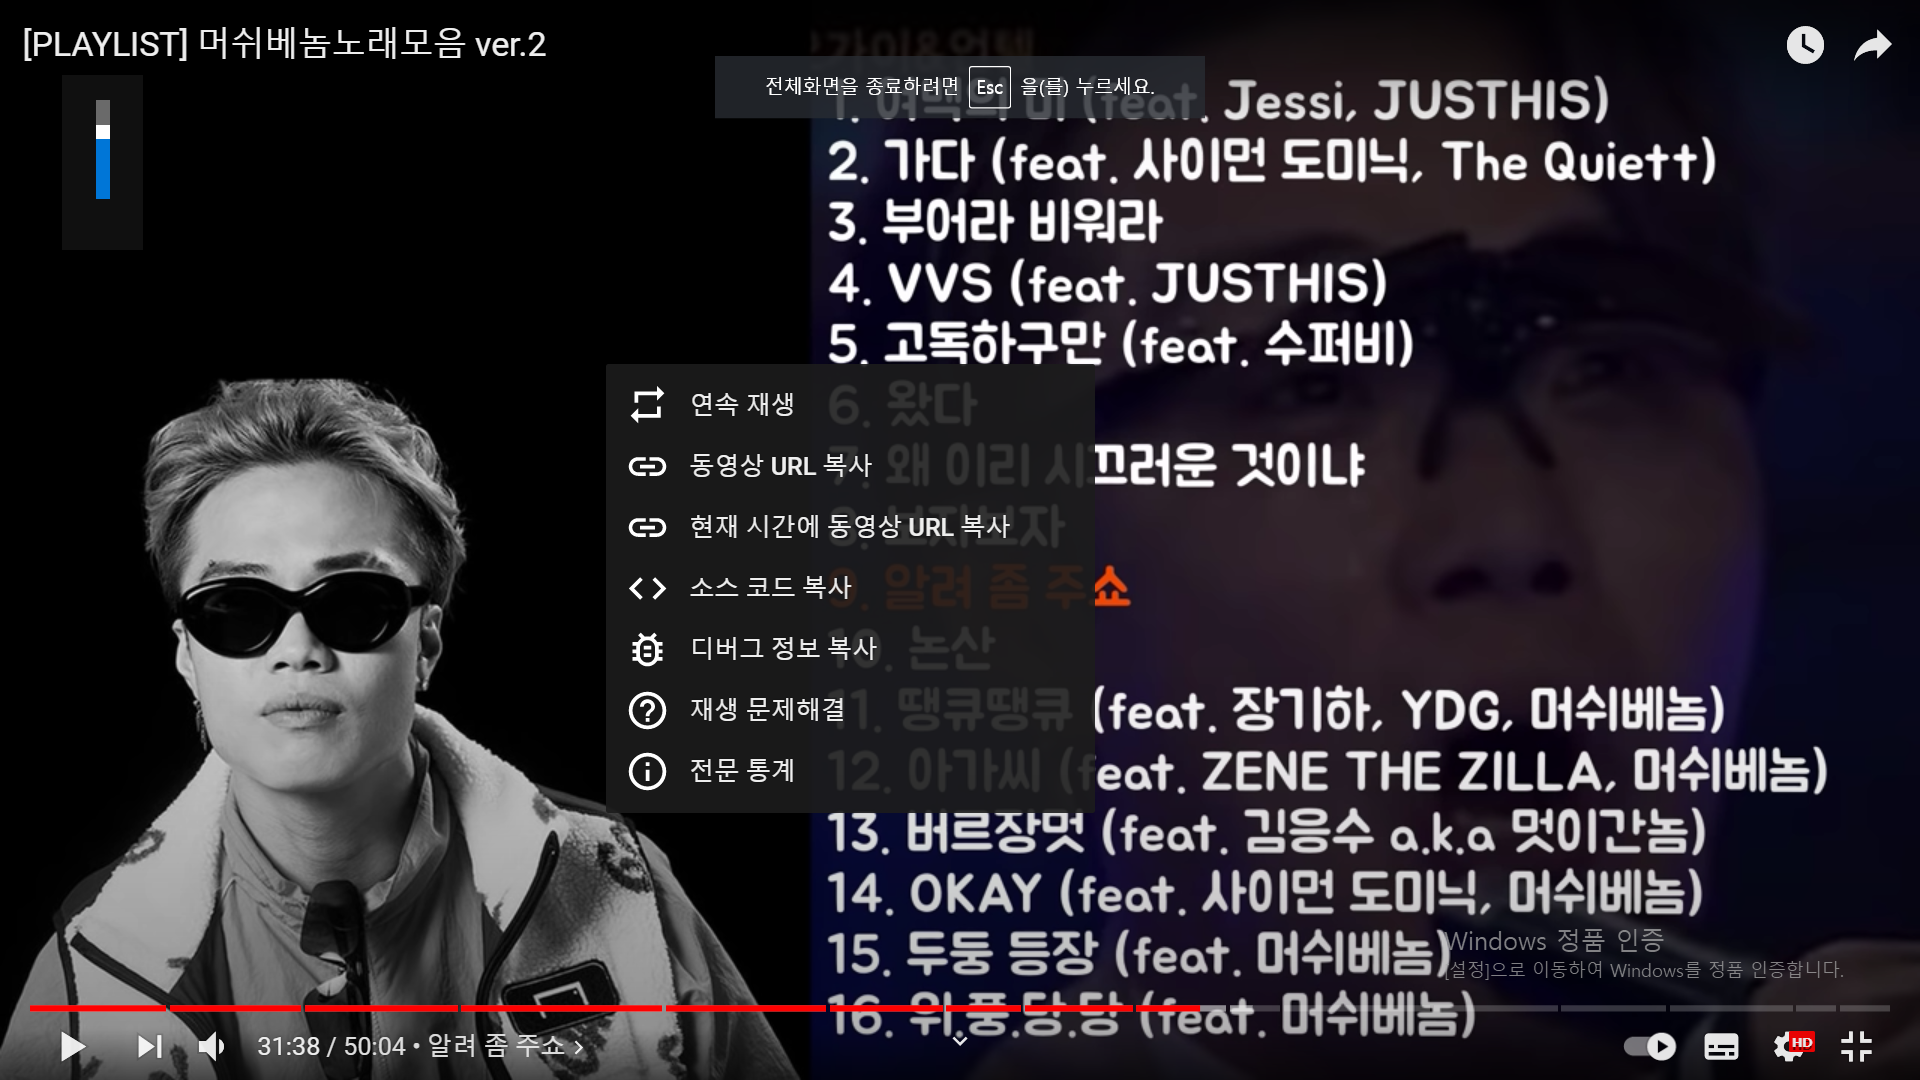 [PLAYLIST] 머쉬베놈노래모음 ver.2
전체화면을 종료하려면 Esc 을(를) 누르세요.
1. 여백의 미 (feat. Jessi, JUSTHIS)
2. 가다 (feat. 사이먼 도미닉, The Quiett)
3. 부어라 비워라
4. VVS (feat. JUSTHIS)
5. 고독하구만 (feat. 수퍼비)
6. 왔다
7. 왜 이리 시끄러운 것이냐
8. 보자보자
9. 알려 좀 주쇼
10. 논산
11. 땡큐땡큐 (feat. 장기하, YDG, 머쉬베놈)
12. 아가씨 (feat. ZENE THE ZILLA, 머쉬베놈)
13. 버르장멋 (feat. 김응수 a.k.a 멋이간놈)
14. OKAY (feat. 사이먼 도미닉, 머쉬베놈)
15. 두둥 등장 (feat. 머쉬베놈)
16. 위.풍.당.당 (feat. 머쉬베놈)
연속 재생
동영상 URL 복사
현재 시간에 동영상 URL 복사
소스 코드 복사
디버그 정보 복사
재생 문제해결
전문 통계
Windows 정품 인증
[설정]으로 이동하여 Windows를 정품 인증합니다.
31:38 / 50:04 • 알려 좀 주쇼
HD